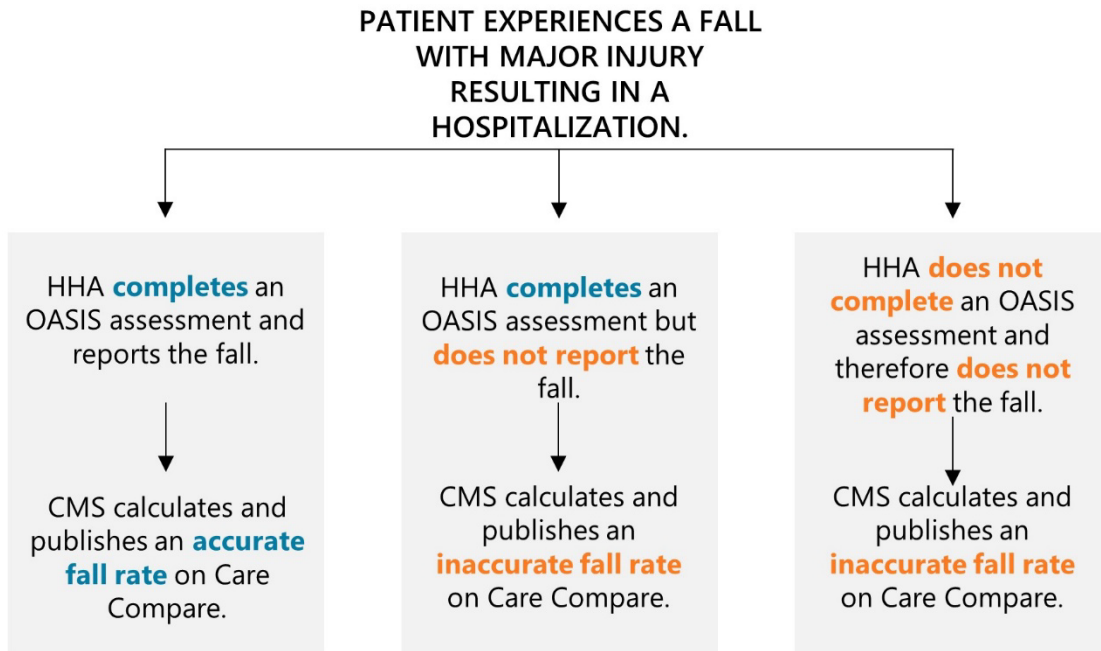 PATIENT EXPERIENCES A FALL
WITH MAJOR INJURY
RESULTING IN A
HOSPITALIZATION.
HHA completes an
OASIS assessment and
reports the fall.
CMS calculates and
publishes an accurate
fall rate on Care
Compare.
HHA completes an
OASIS assessment but
does not report the
fall.
CMS calculates and
publishes an
inaccurate fall rate
on Care Compare.
HHA does not
complete an OASIS
assessment and
therefore does not
report the fall.
CMS calculates and
publishes an
inaccurate fall rate
on Care Compare.